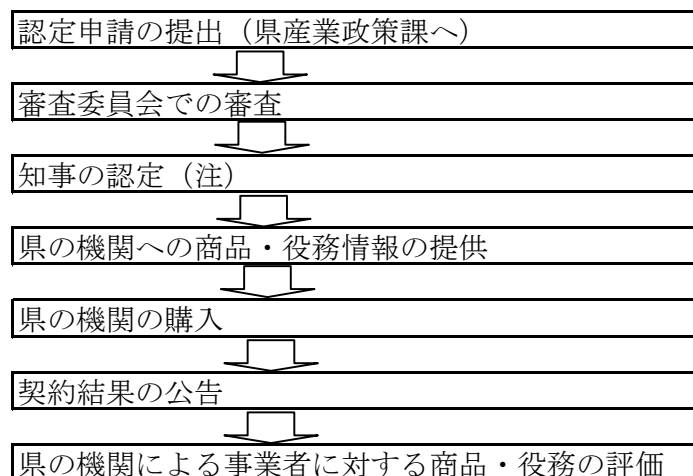 認定申請の提出（県産業政策課へ）
審査委員会での審査
知事の認定（注）
県の機関への商品・役務情報の提供
県の機関の購入
契約結果の公告
県の機関による事業者に対する商品・役務の評価